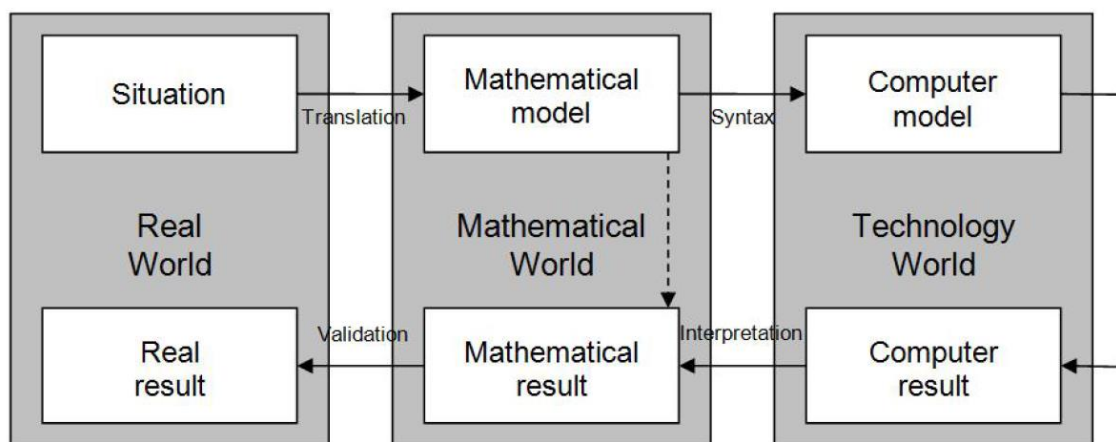 Situation
Translation
Mathematical
model
Syntax
Computer
model
Real
World
Mathematical
World
Technology
World
Real
result
Validation
Mathematical
result
Interpretation
Computer
result